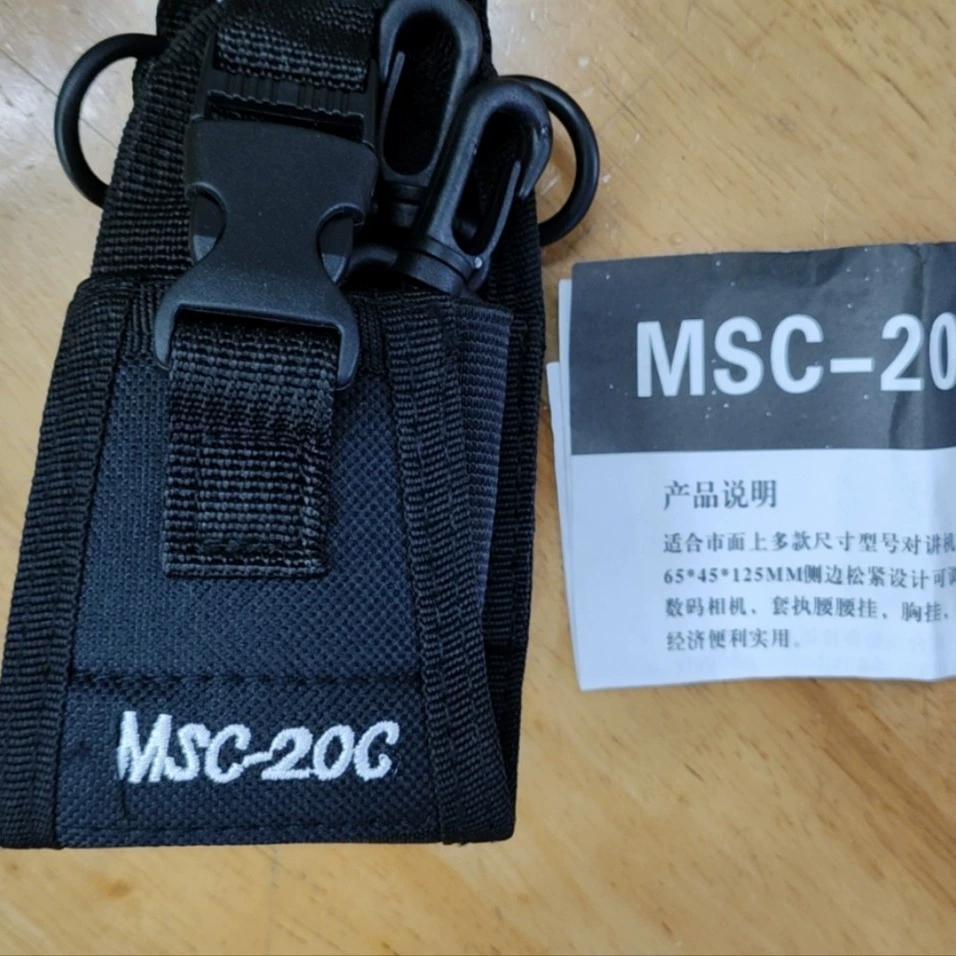 MSC-20C
MSC-20
产品说明
适合市面上多款尺寸型号对讲机
65*45*125MM侧边松紧设计可调
数码相机、套执腰腰挂，胸挂，
经济便利实用。